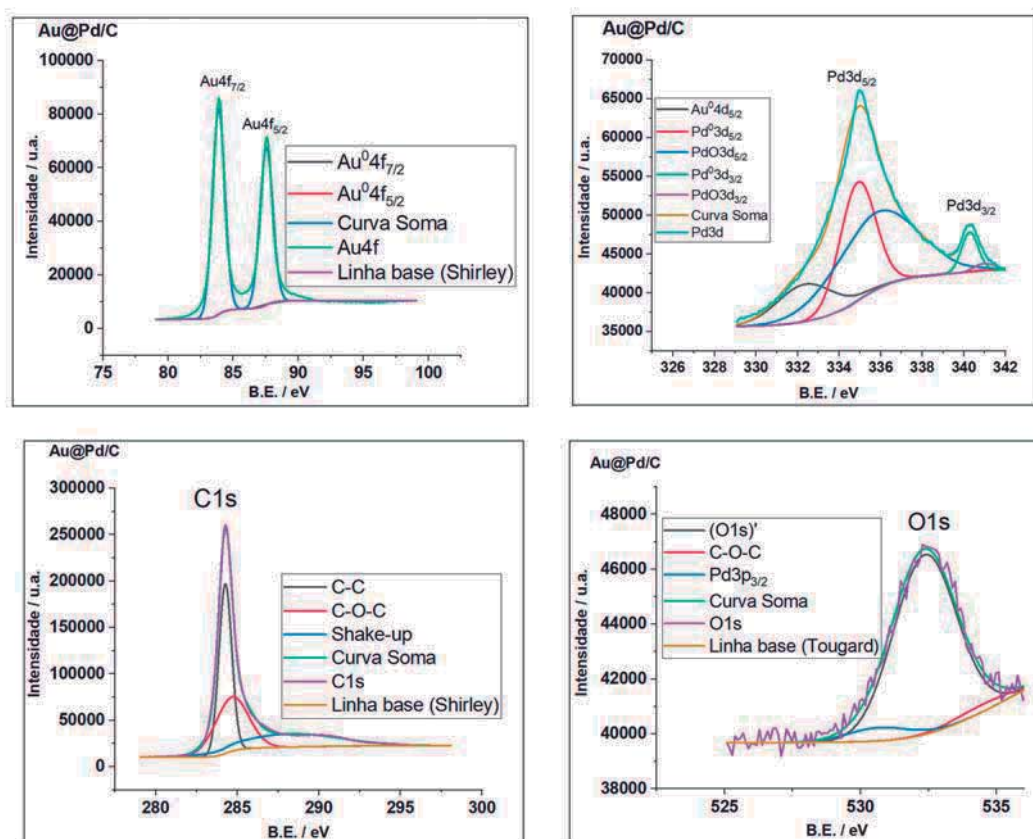 Au@Pd/C
100000
80000
60000
40000
20000
0
Intensidade / u.a.
75 80 85 90 95 100
B.E. / eV
Au4f7/2
Au4f5/2
Au⁰4f7/2
Au⁰4f5/2
Curva Soma
Au4f
Linha base (Shirley)
Au@Pd/C
70000
65000
60000
55000
50000
45000
40000
35000
Intensidade / u.a.
326 328 330 332 334 336 338 340 342
B.E. / eV
Pd3d5/2
Pd3d3/2
Au⁰4d5/2
Pd⁰3d5/2
PdO3d5/2
Pd⁰3d3/2
PdO3d3/2
Curva Soma
Pd3d
Au@Pd/C
300000
250000
200000
150000
100000
50000
0
Intensidade / u.a.
280 285 290 295 300
B.E. / eV
C1s
C-C
C-O-C
Shake-up
Curva Soma
C1s
Linha base (Shirley)
Au@Pd/C
48000
46000
44000
42000
40000
38000
Intensidade / u.a.
525 530 535
B.E. / eV
O1s
(O1s)'
C-O-C
Pd3p3/2
Curva Soma
O1s
Linha base (Tougard)